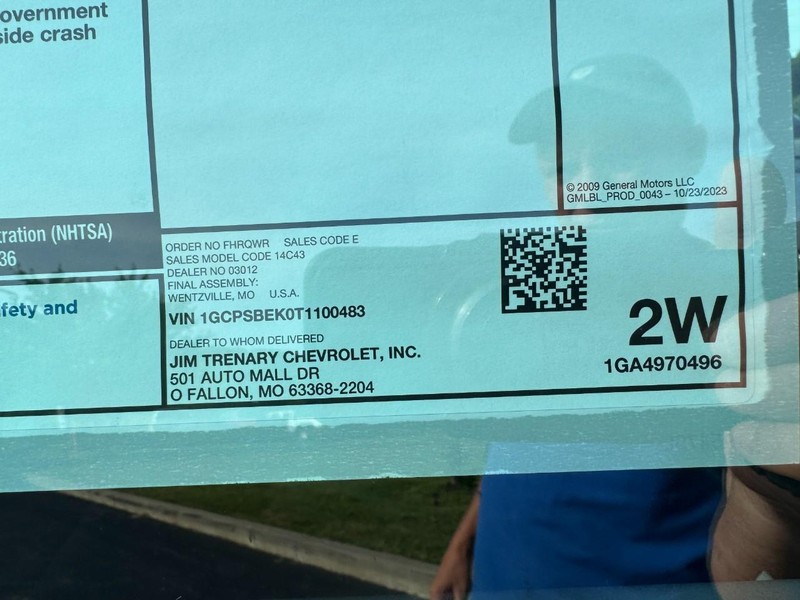 overnment
side crash
© 2009 General Motors LLC
GMLBL_PROD_0043 – 10/23/2023
tration (NHTSA)
36
fety and
ORDER NO FHRQWR SALES CODE E
SALES MODEL CODE 14C43
DEALER NO 03012
FINAL ASSEMBLY:
WENTZVILLE, MO U.S.A.
VIN 1GCPSBEK0T1100483
DEALER TO WHOM DELIVERED
JIM TRENARY CHEVROLET, INC.
501 AUTO MALL DR
O FALLON, MO 63368-2204
2W
1GA4970496